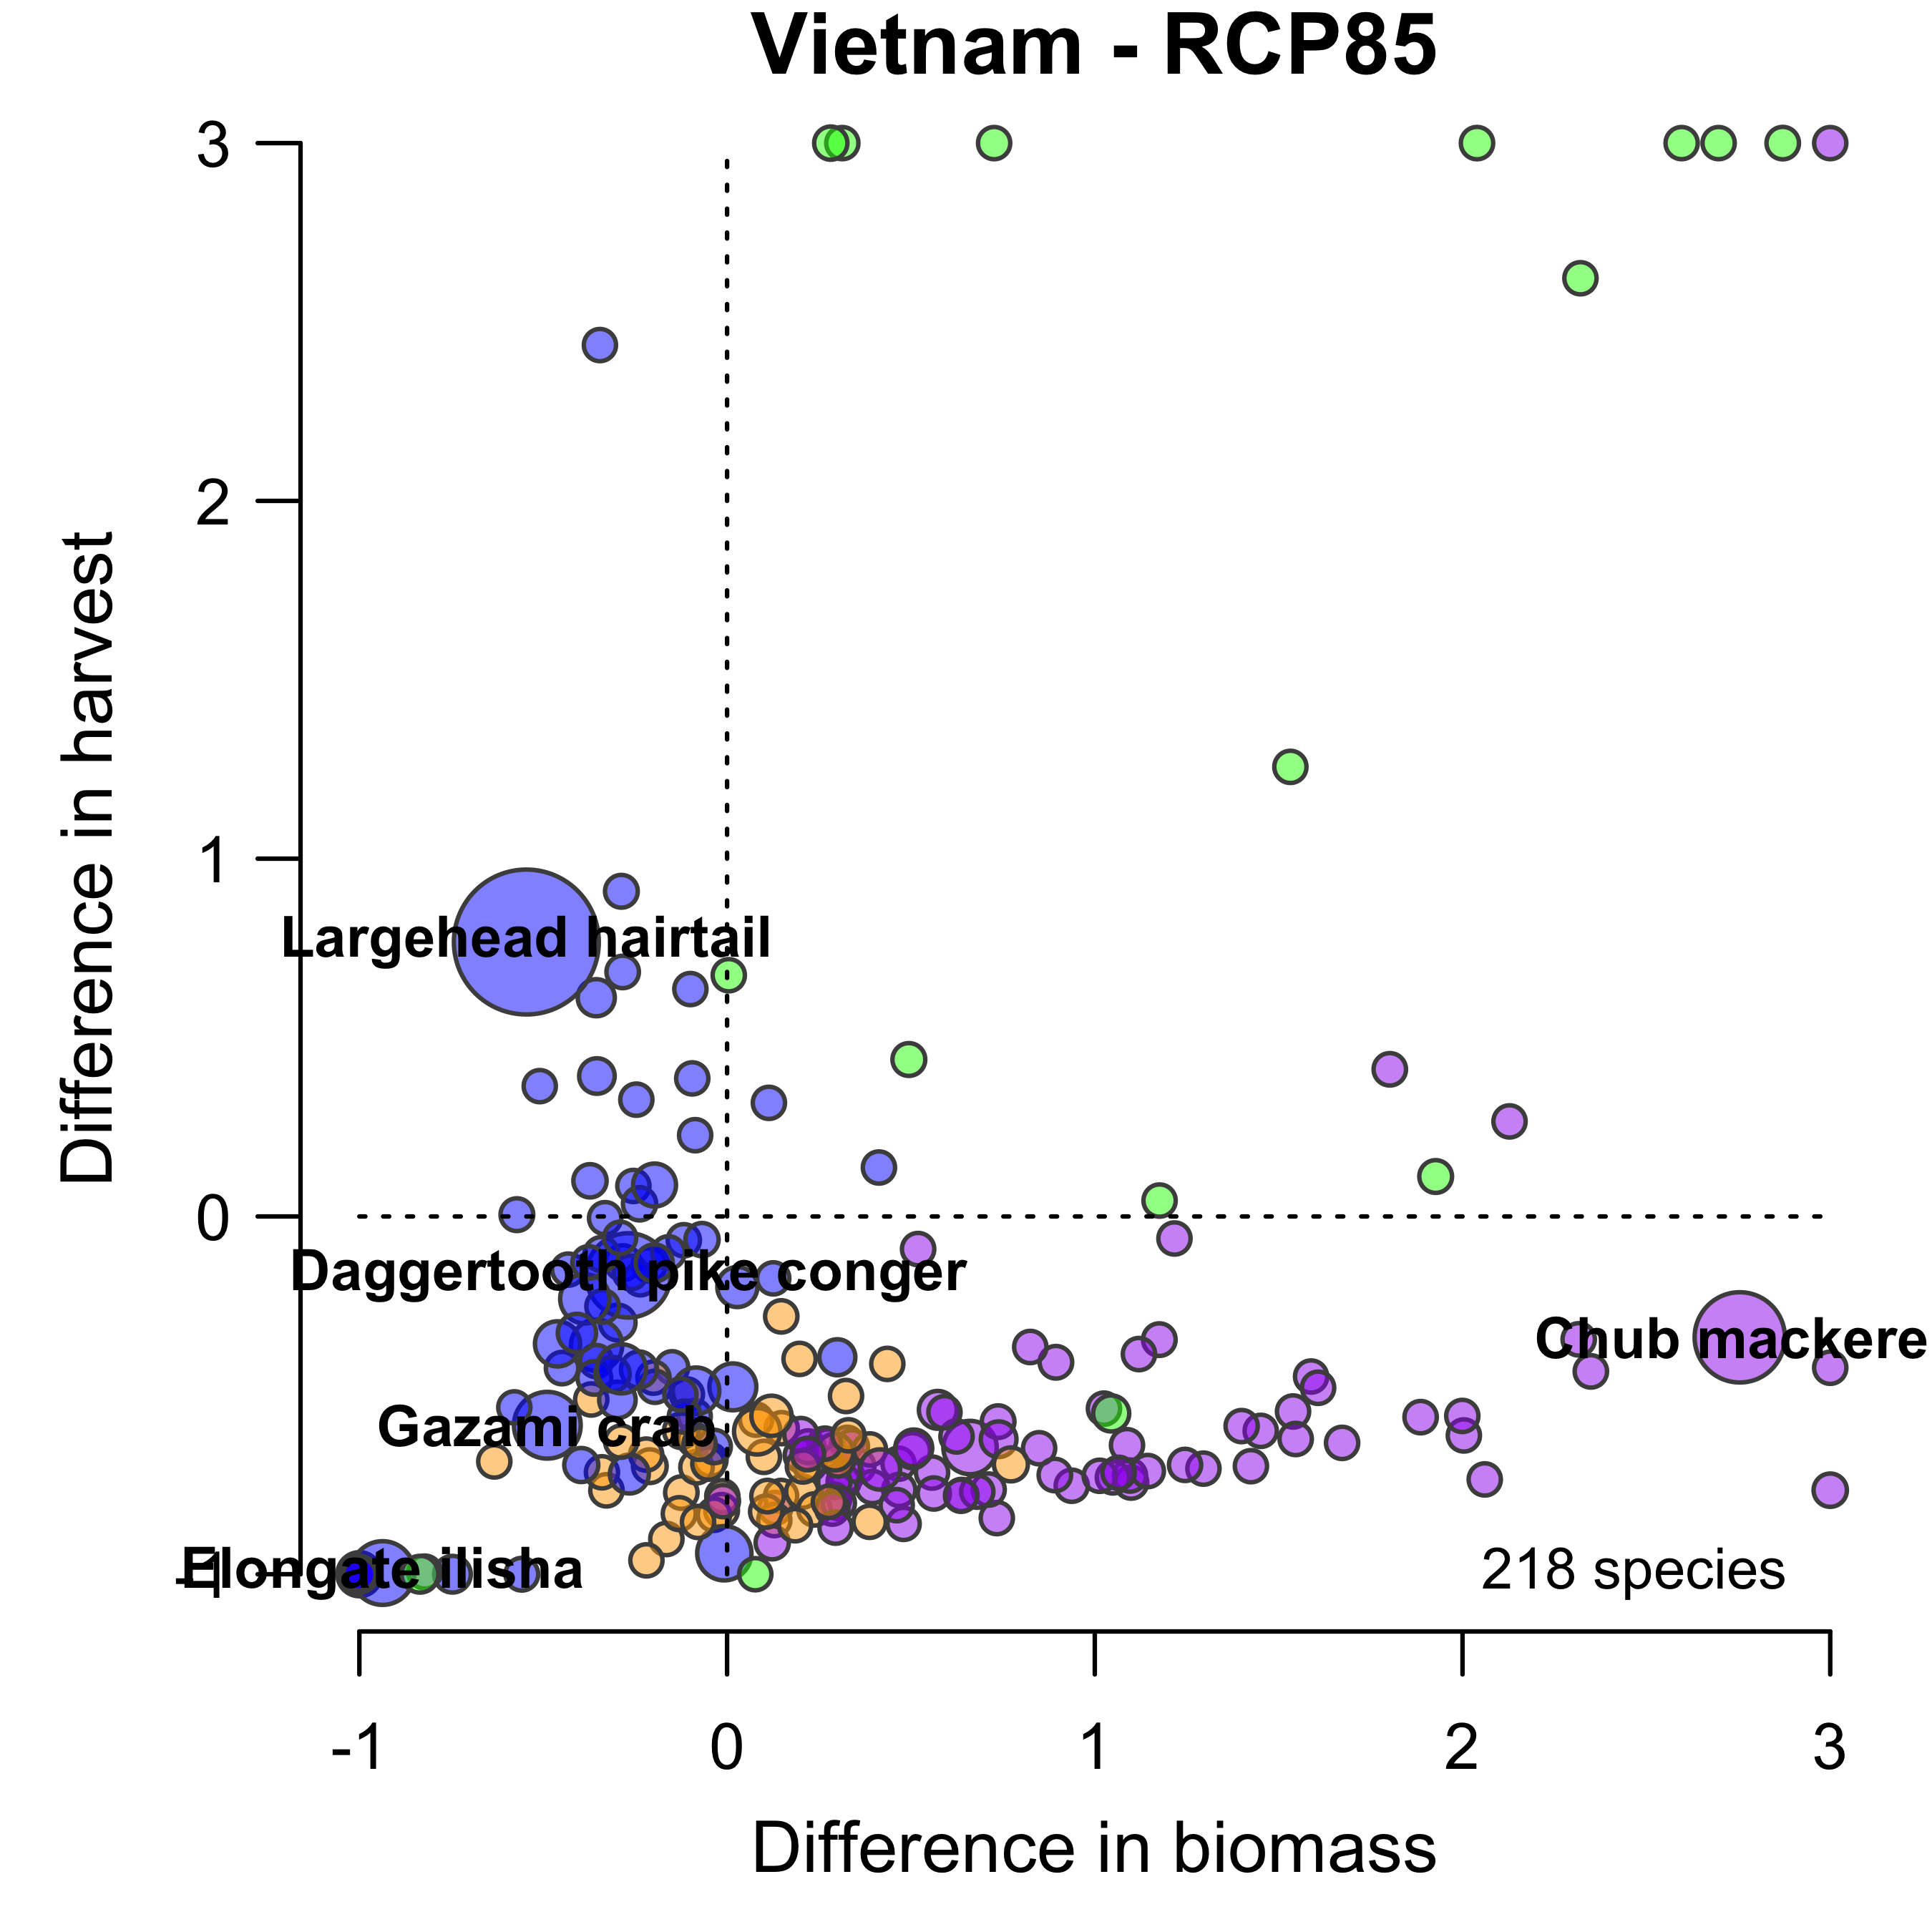 Vietnam - RCP85
3
2
1
0
-1
Difference in harvest
Largehead hairtail
Daggertooth pike conger
Chub mackere
Gazami crab
Elongate ilisha
218 species
-1 0 1 2 3
Difference in biomass